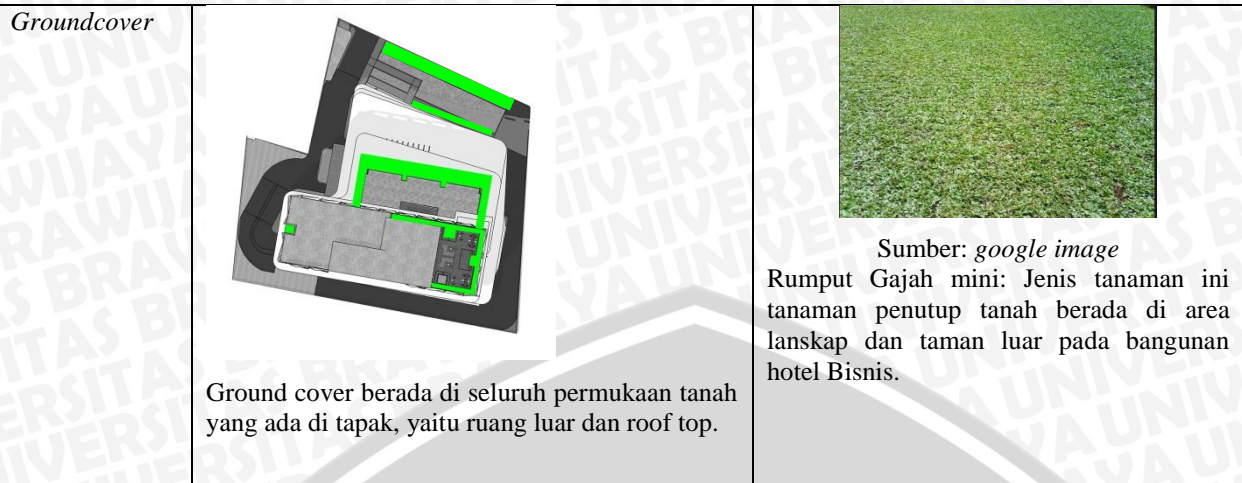 Groundcover
Ground cover berada di seluruh permukaan tanah
yang ada di tapak, yaitu ruang luar dan roof top.
Sumber: google image
Rumput Gajah mini: Jenis tanaman ini
tanaman penutup tanah berada di area
lanskap dan taman luar pada bangunan
hotel Bisnis.